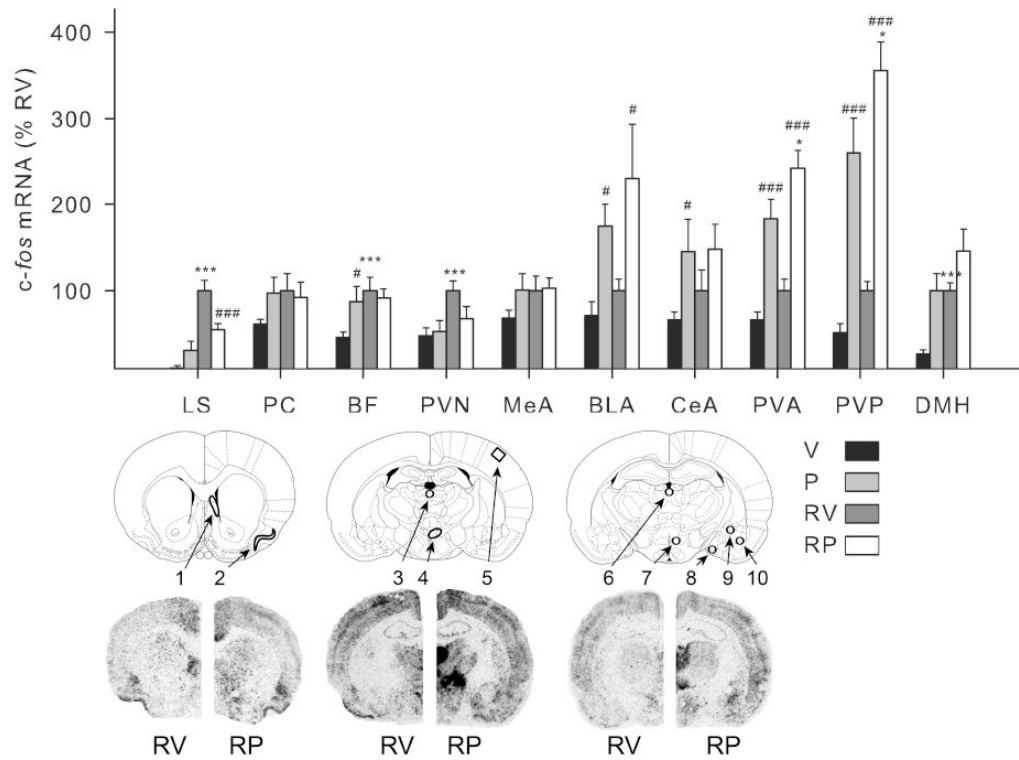 c-fos mRNA (% RV)
400
300
200
100
*** ###
# ***
***
# #
#
### ### *
### ### *
***
LS PC BF PVN MeA BLA CeA PVA PVP DMH
V
P
RV
RP
1 2 3 4 5 6 7 8 9 10
RV RP RV RP RV RP